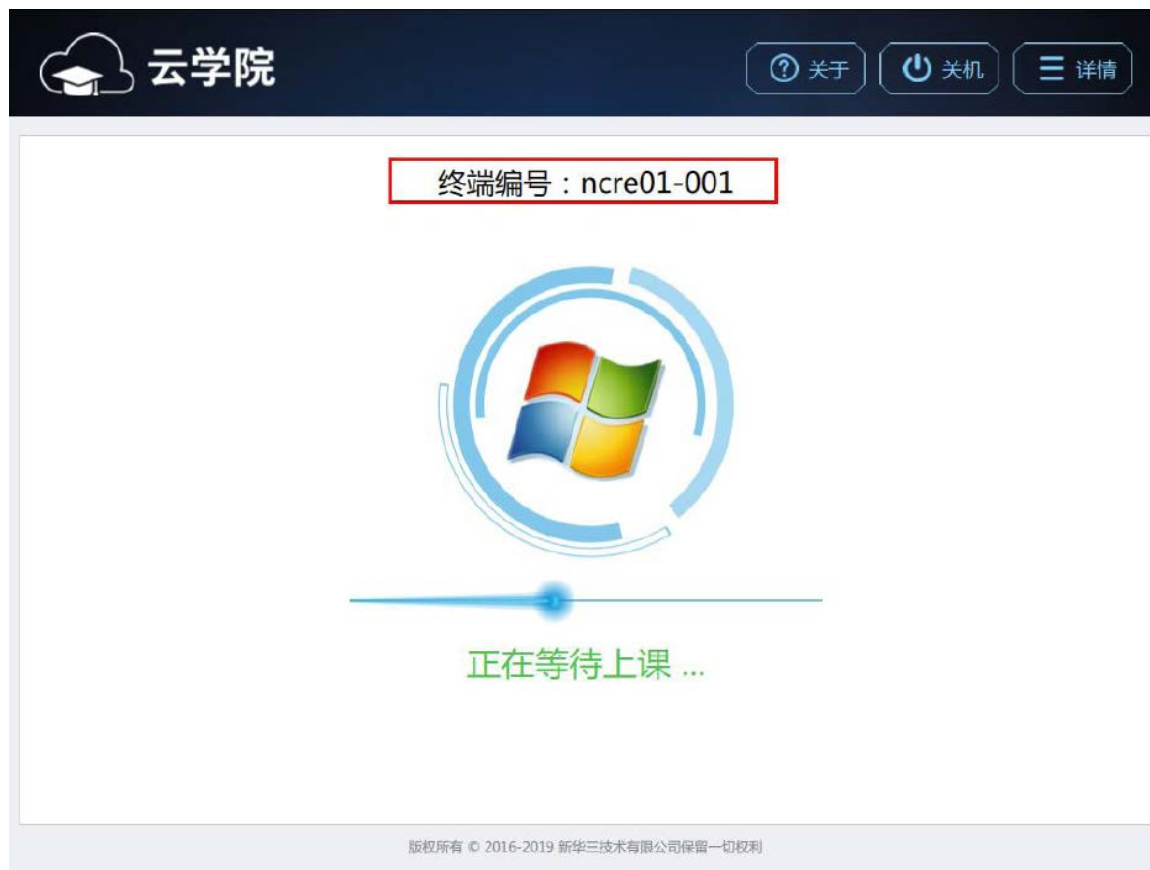 云学院
关于
关机
详情
终端编号：ncre01-001
正在等待上课 ...
版权所有 © 2016-2019 新华三技术有限公司保留一切权利